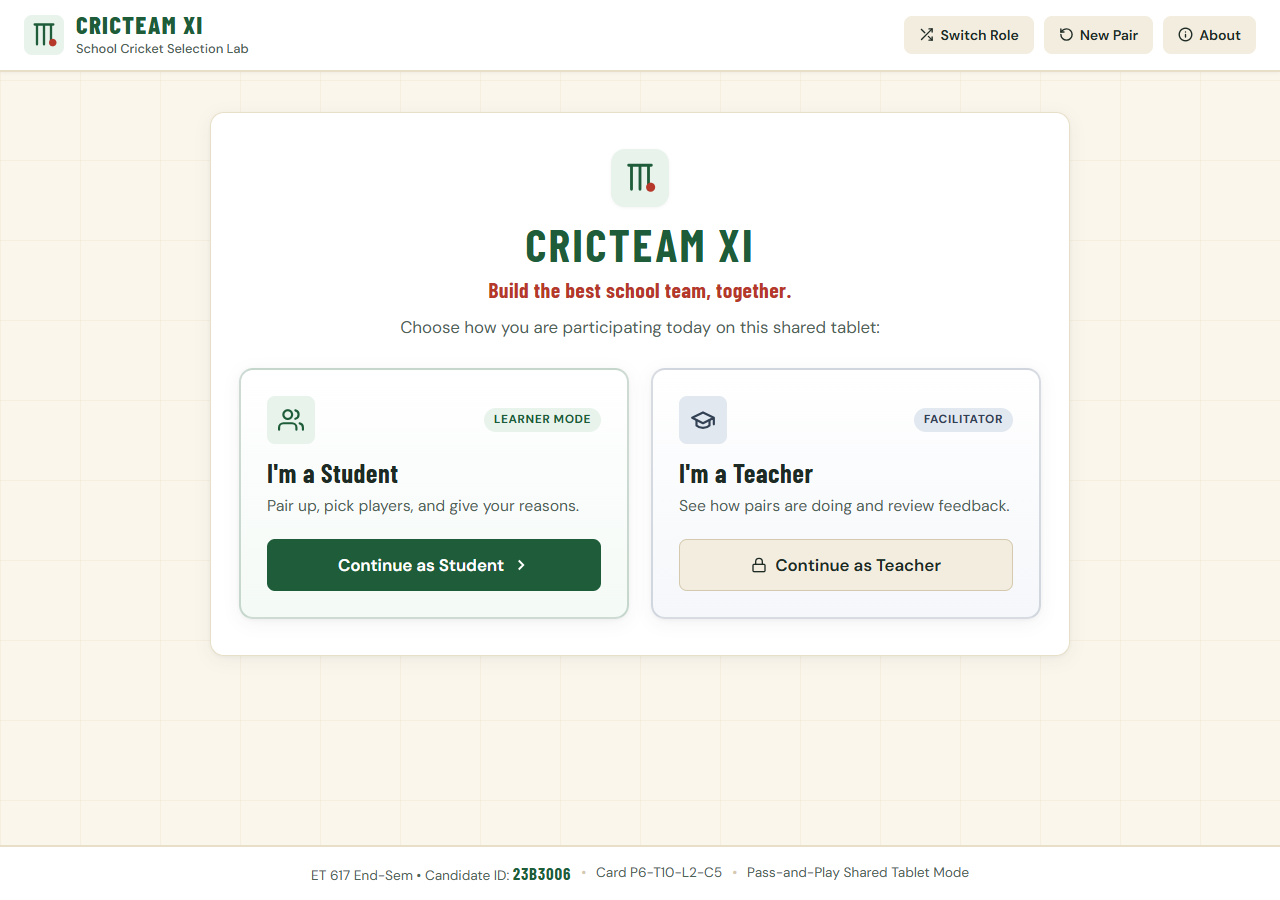 CRICTEAM XI
School Cricket Selection Lab
Switch Role
New Pair
About
CRICTEAM XI
Build the best school team, together.
Choose how you are participating today on this shared tablet:
LEARNER MODE
I'm a Student
Pair up, pick players, and give your reasons.
Continue as Student
FACILITATOR
I'm a Teacher
See how pairs are doing and review feedback.
Continue as Teacher
ET 617 End-Sem • Candidate ID: 23B3006 • Card P6-T10-L2-C5 • Pass-and-Play Shared Tablet Mode